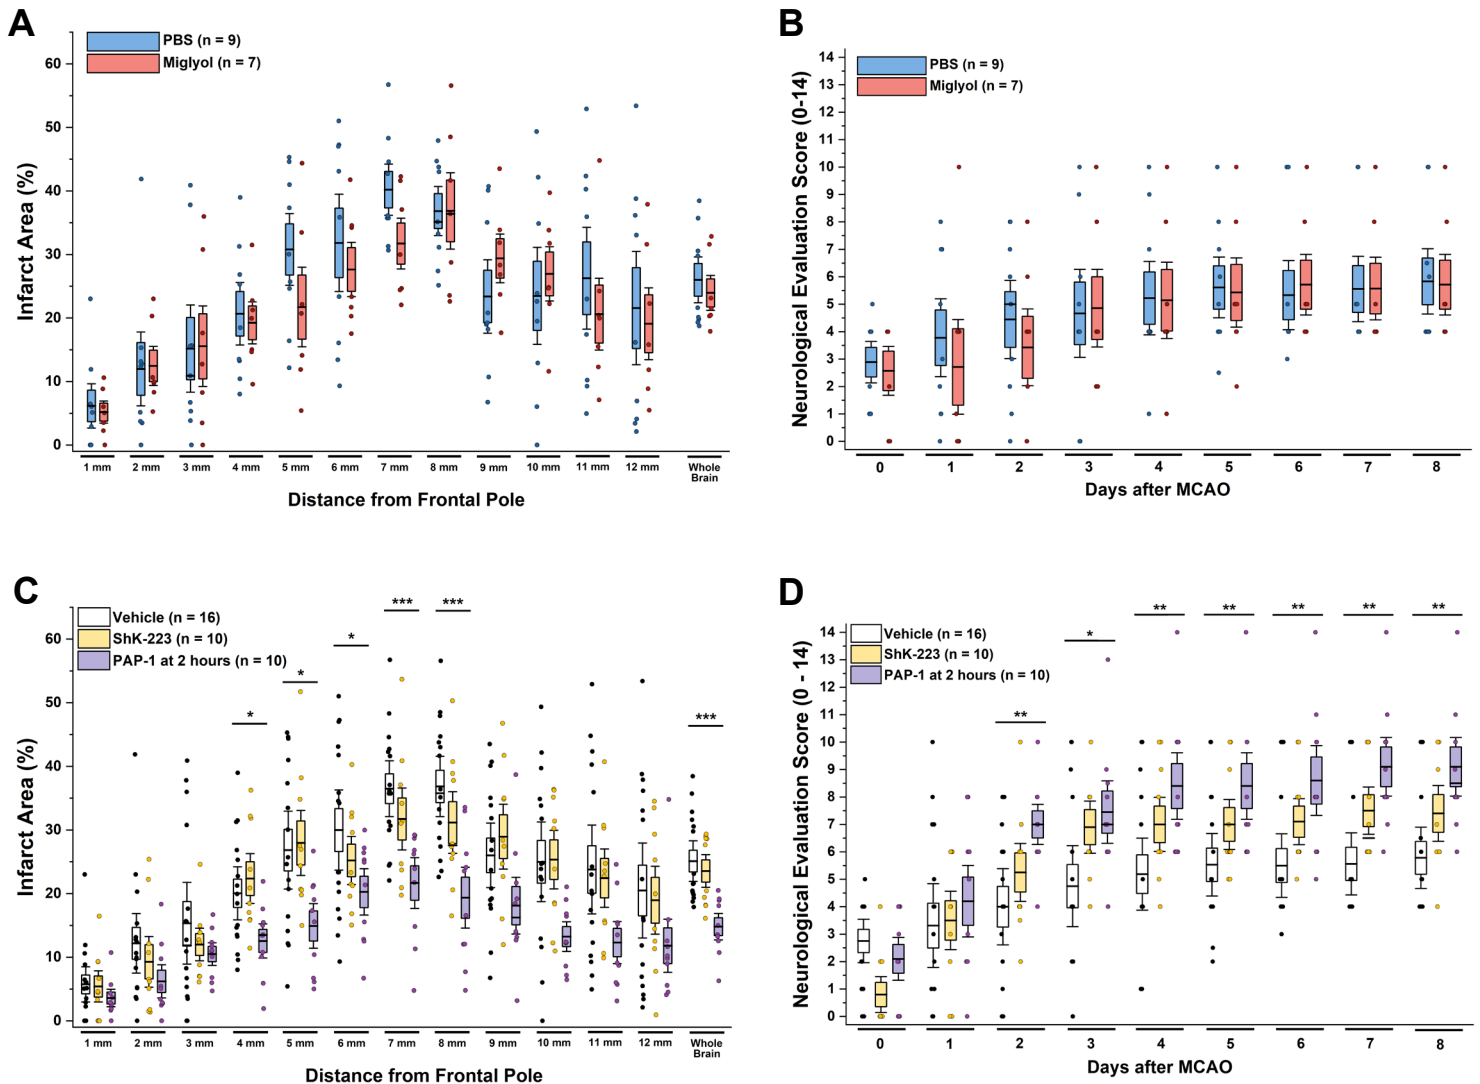 A
PBS (n = 9)
Miglyol (n = 7)
Infarct Area (%)
60
50
40
30
20
10
0
1 mm 2 mm 3 mm 4 mm 5 mm 6 mm 7 mm 8 mm 9 mm 10 mm 11 mm 12 mm Whole
Brain
Distance from Frontal Pole
B
PBS (n = 9)
Miglyol (n = 7)
Neurological Evaluation Score (0-14)
14
13
12
11
10
9
8
7
6
5
4
3
2
1
0
0 1 2 3 4 5 6 7 8
Days after MCAO
C
Vehicle (n = 16)
ShK-223 (n = 10)
PAP-1 at 2 hours (n = 10)
* * * *** *** ***
Infarct Area (%)
60
50
40
30
20
10
0
1 mm 2 mm 3 mm 4 mm 5 mm 6 mm 7 mm 8 mm 9 mm 10 mm 11 mm 12 mm Whole
Brain
Distance from Frontal Pole
D
Vehicle (n = 16)
ShK-223 (n = 10)
PAP-1 at 2 hours (n = 10)
** * ** ** ** ** **
Neurological Evaluation Score (0 - 14)
14
13
12
11
10
9
8
7
6
5
4
3
2
1
0
0 1 2 3 4 5 6 7 8
Days after MCAO